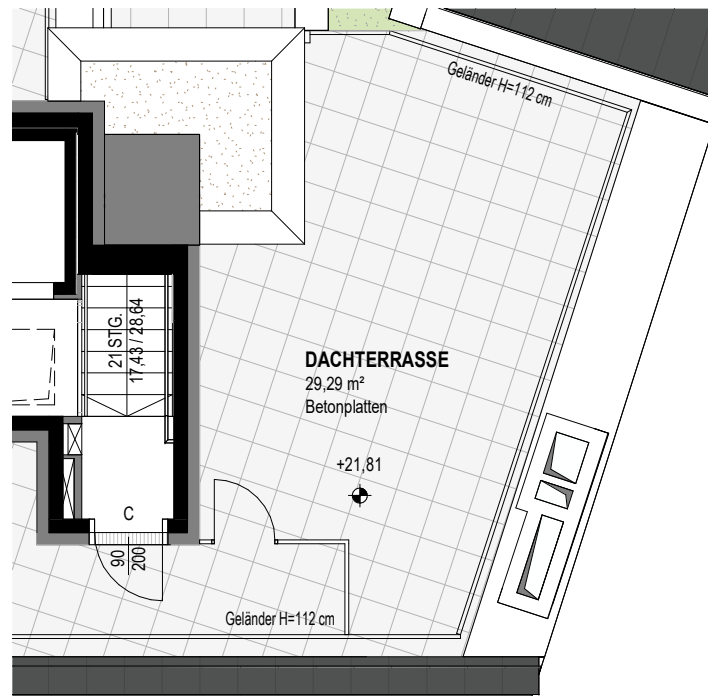 Geländer H=112 cm
21 STG.
17,43 / 28,64
DACHTERRASSE
29,29 m²
Betonplatten
+21,81
C
90
200
Geländer H=112 cm